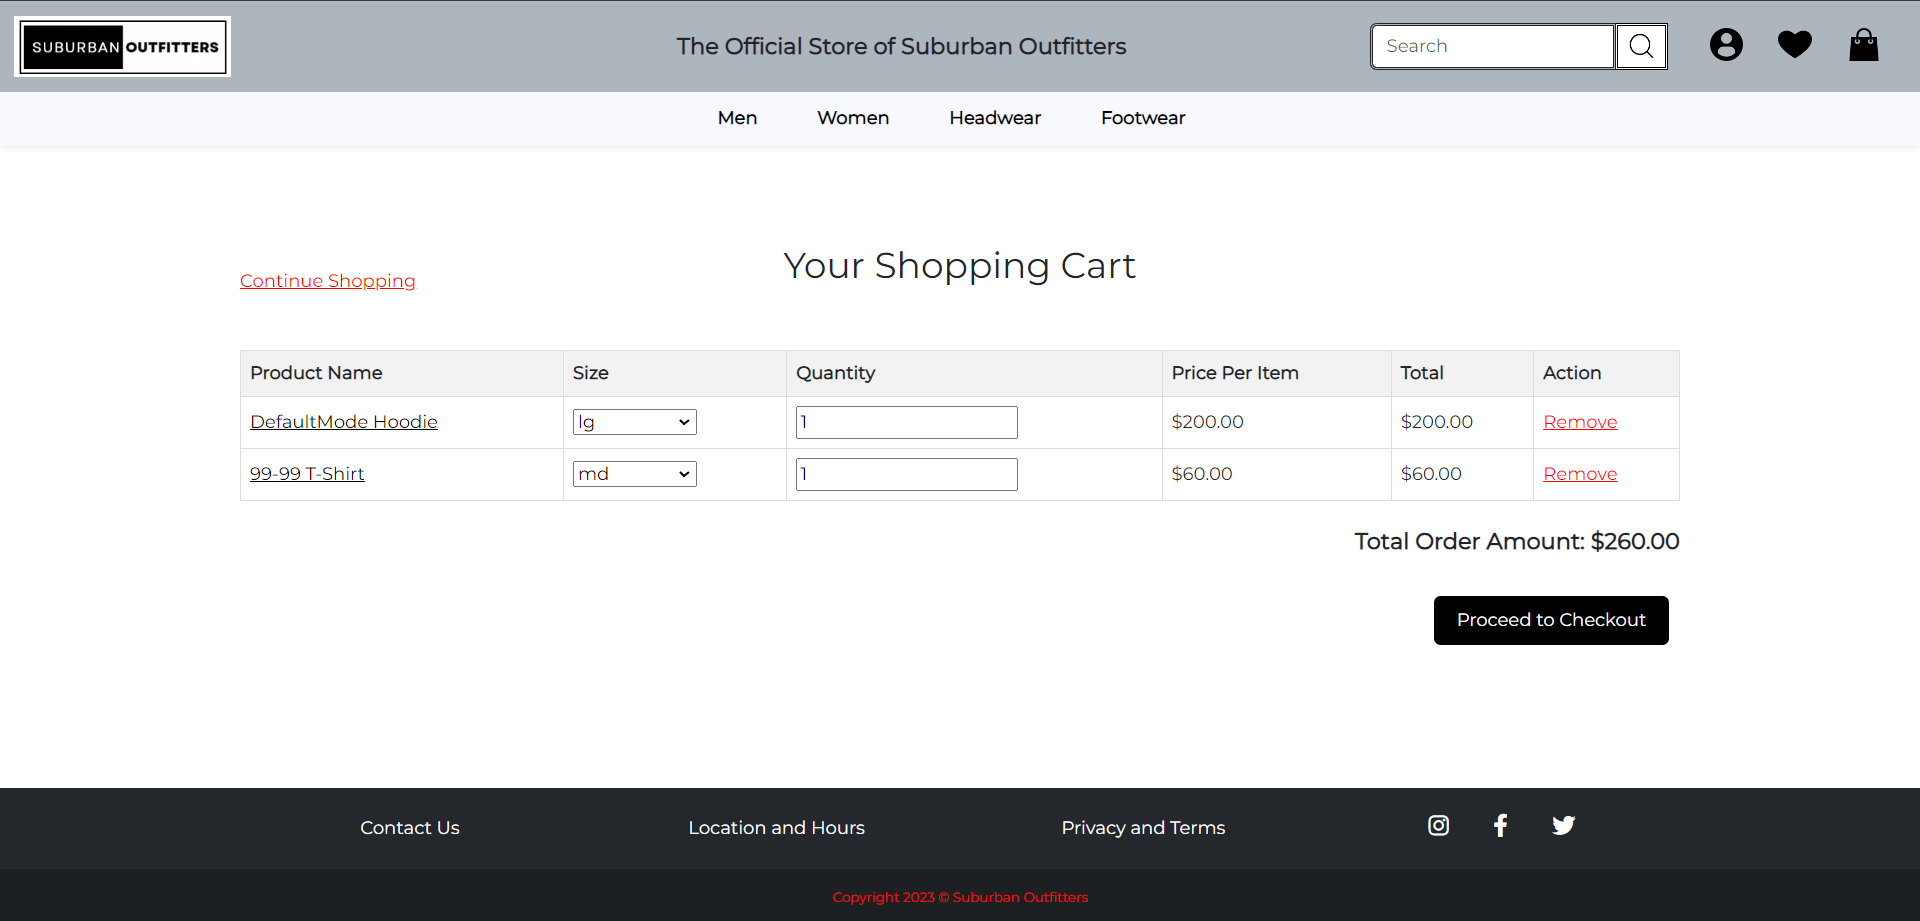 SUBURBAN OUTFITTERS
The Official Store of Suburban Outfitters
Search
Men Women Headwear Footwear
Your Shopping Cart
Continue Shopping
Product Name Size Quantity Price Per Item Total Action
DefaultMode Hoodie lg 1 $200.00 $200.00 Remove
99-99 T-Shirt md 1 $60.00 $60.00 Remove
Total Order Amount: $260.00
Proceed to Checkout
Contact Us Location and Hours Privacy and Terms
Copyright 2023 © Suburban Outfitters